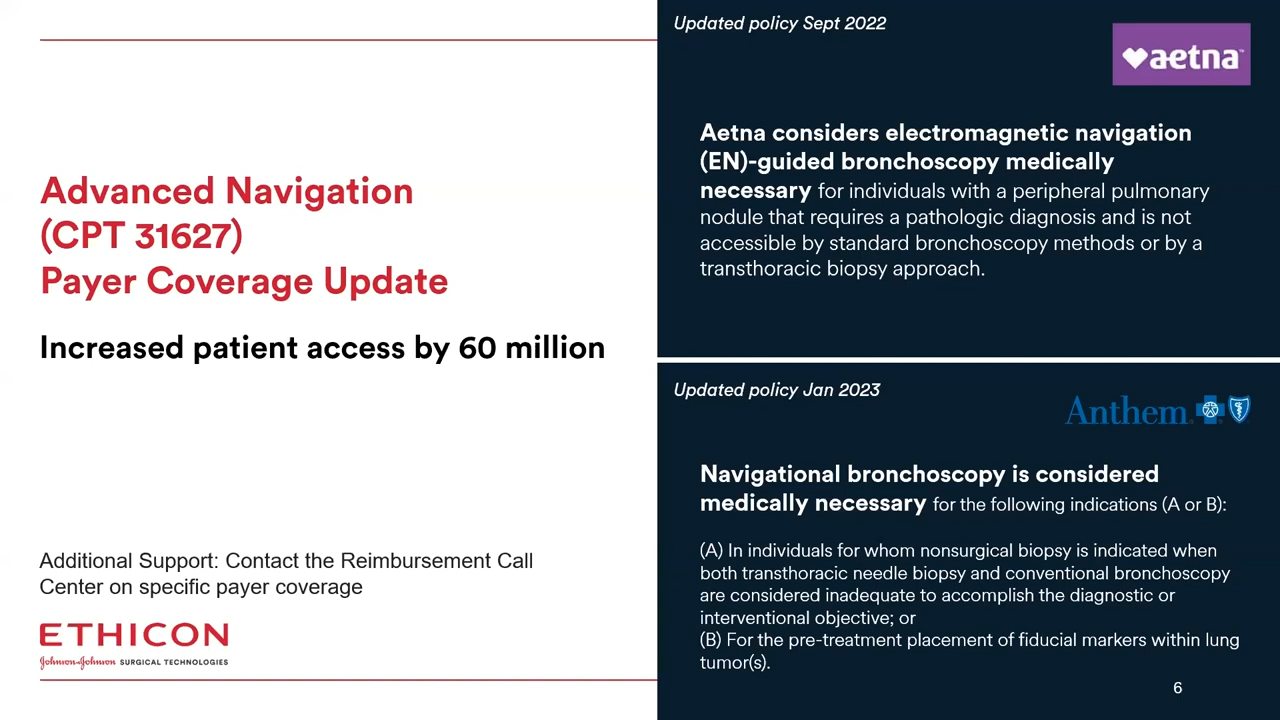 Advanced Navigation
(CPT 31627)
Payer Coverage Update
Increased patient access by 60 million
Additional Support: Contact the Reimbursement Call
Center on specific payer coverage
ETHICON
Johnson & Johnson SURGICAL TECHNOLOGIES
Updated policy Sept 2022
aetna™
Aetna considers electromagnetic navigation
(EN)-guided bronchoscopy medically
necessary for individuals with a peripheral pulmonary
nodule that requires a pathologic diagnosis and is not
accessible by standard bronchoscopy methods or by a
transthoracic biopsy approach.
Updated policy Jan 2023
Anthem
Navigational bronchoscopy is considered
medically necessary for the following indications (A or B):
(A) In individuals for whom nonsurgical biopsy is indicated when
both transthoracic needle biopsy and conventional bronchoscopy
are considered inadequate to accomplish the diagnostic or
interventional objective; or
(B) For the pre-treatment placement of fiducial markers within lung
tumor(s).
6